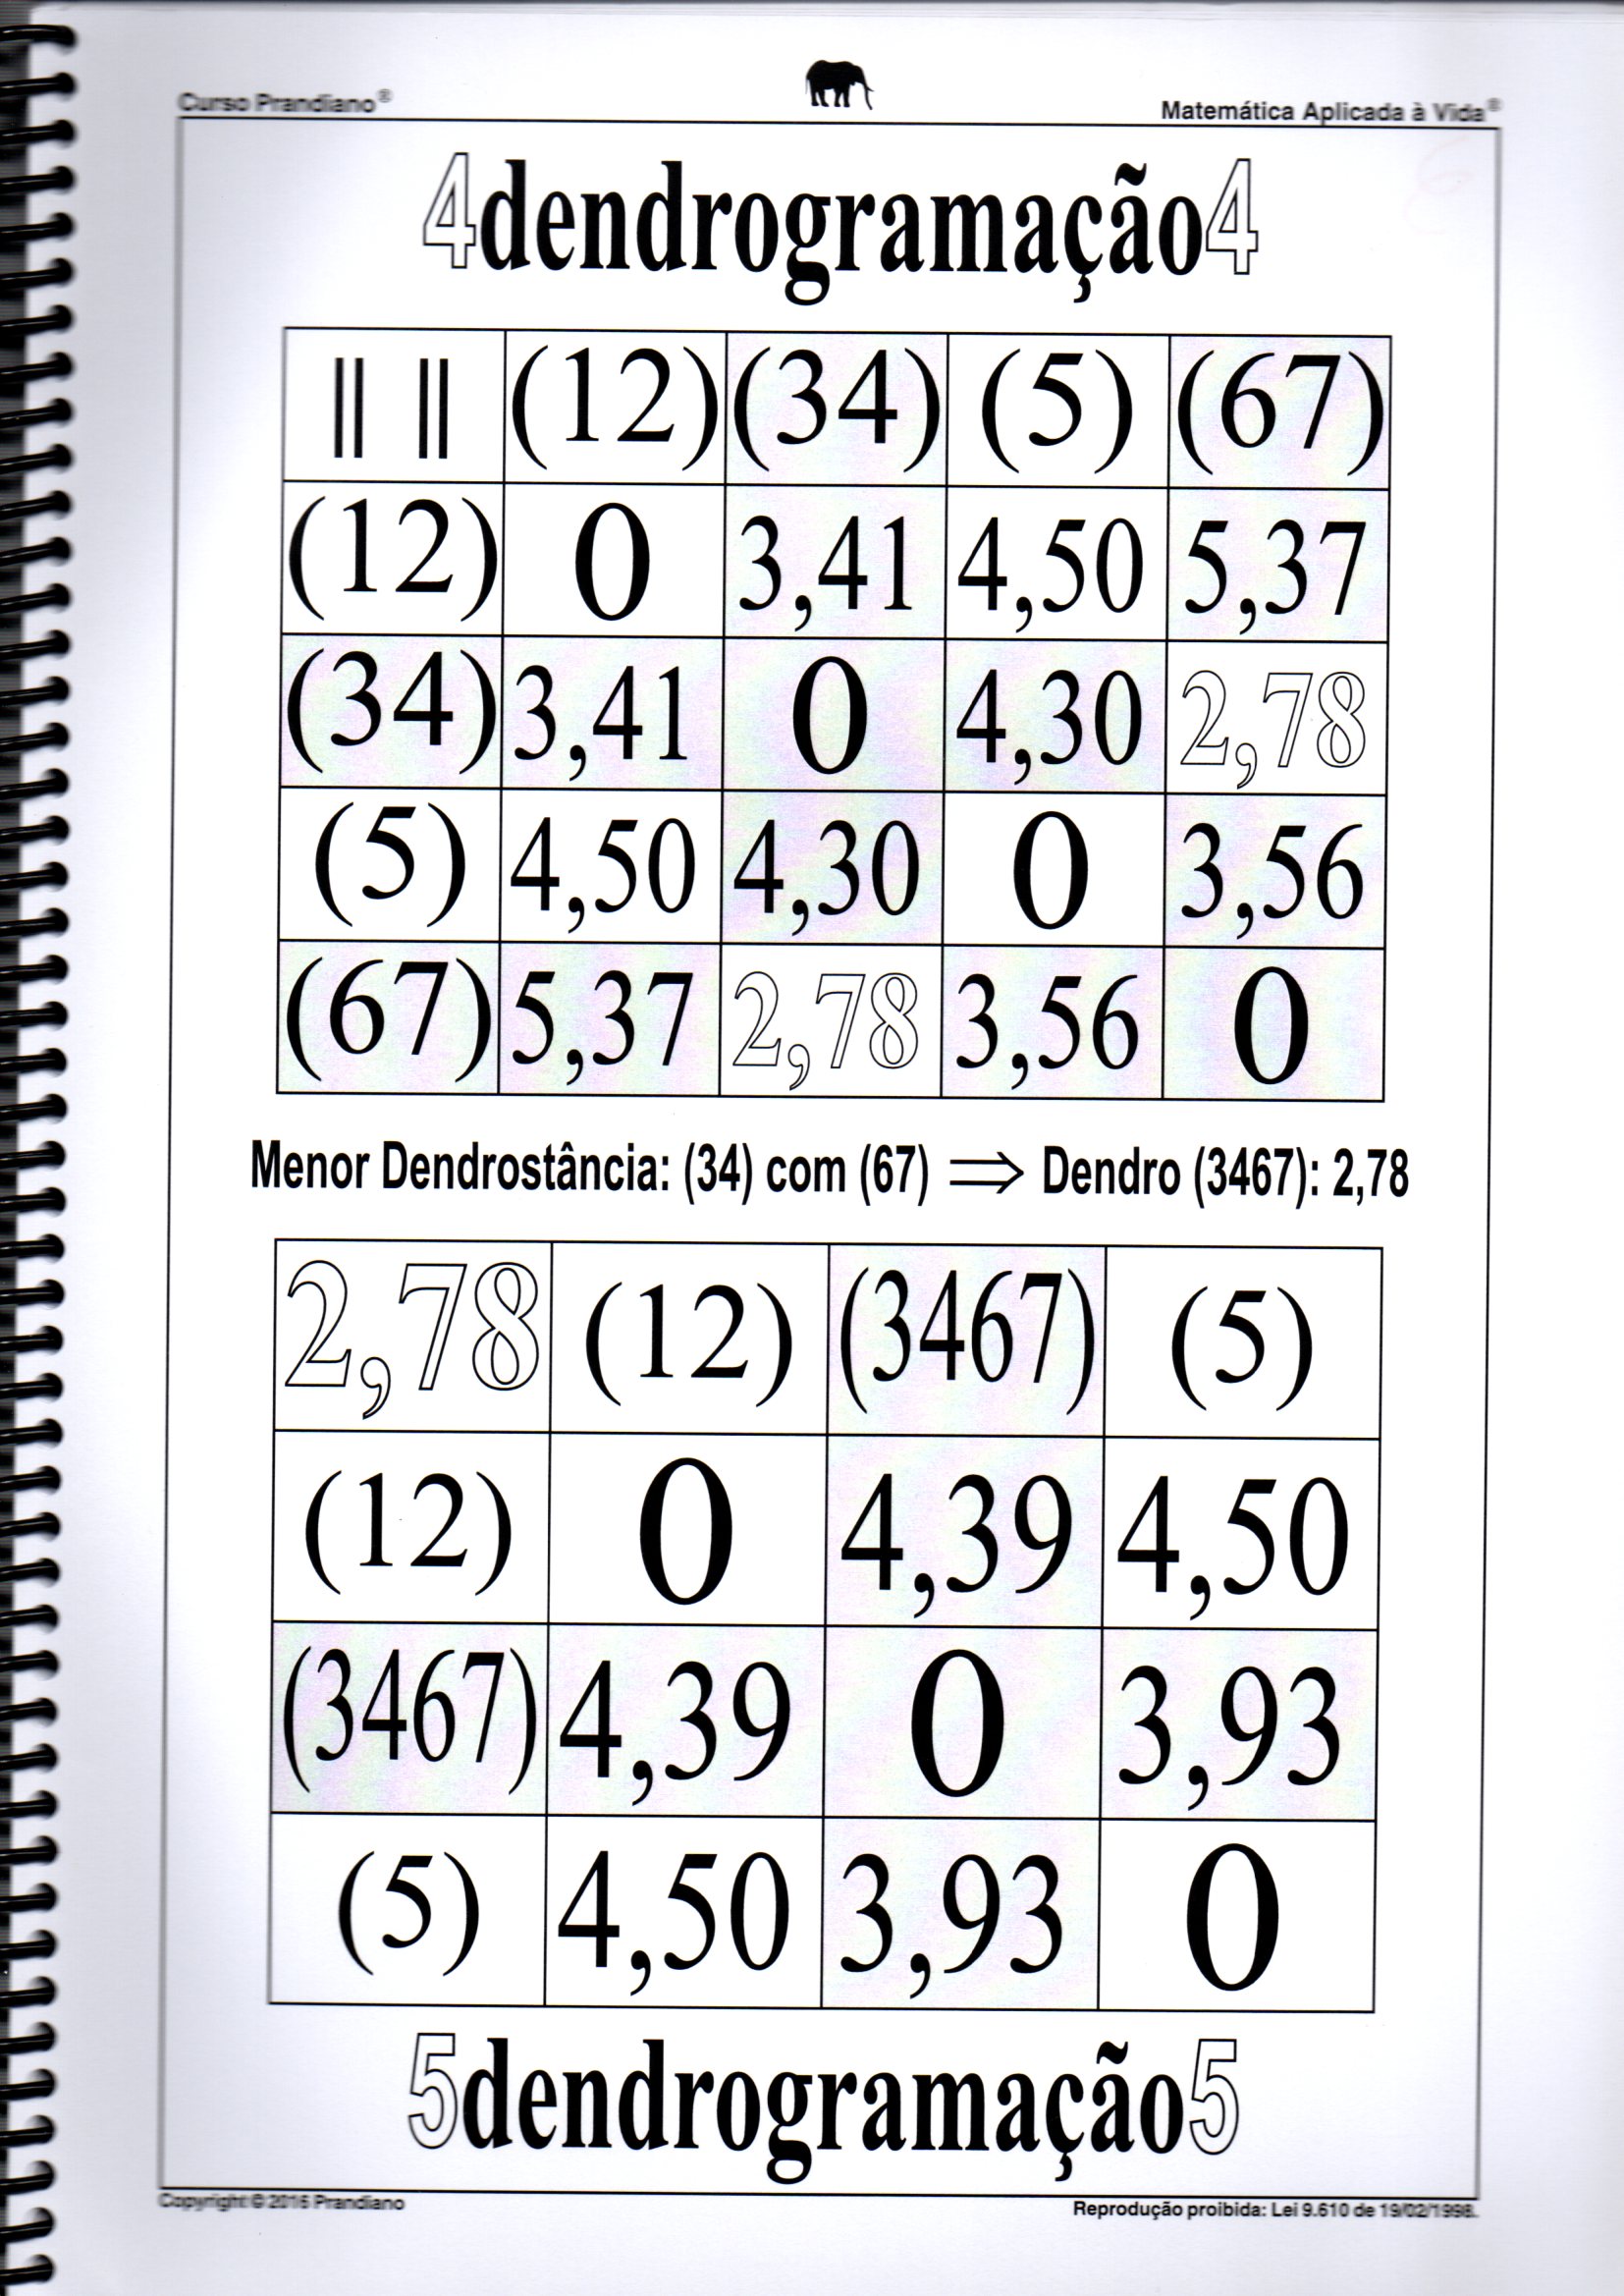 Curso Prandiano®
Matemática Aplicada à Vida®
4dendrogramação4
|| || (12) (34) (5) (67)
(12) 0 3,41 4,50 5,37
(34) 3,41 0 4,30 2,78
(5) 4,50 4,30 0 3,56
(67) 5,37 2,78 3,56 0
Menor Dendrostância: (34) com (67) ⇒ Dendro (3467): 2,78
2,78 (12) (3467) (5)
(12) 0 4,39 4,50
(3467) 4,39 0 3,93
(5) 4,50 3,93 0
5dendrogramação5
Copyright © 2016 Prandiano
Reprodução proibida: Lei 9.610 de 19/02/1998.